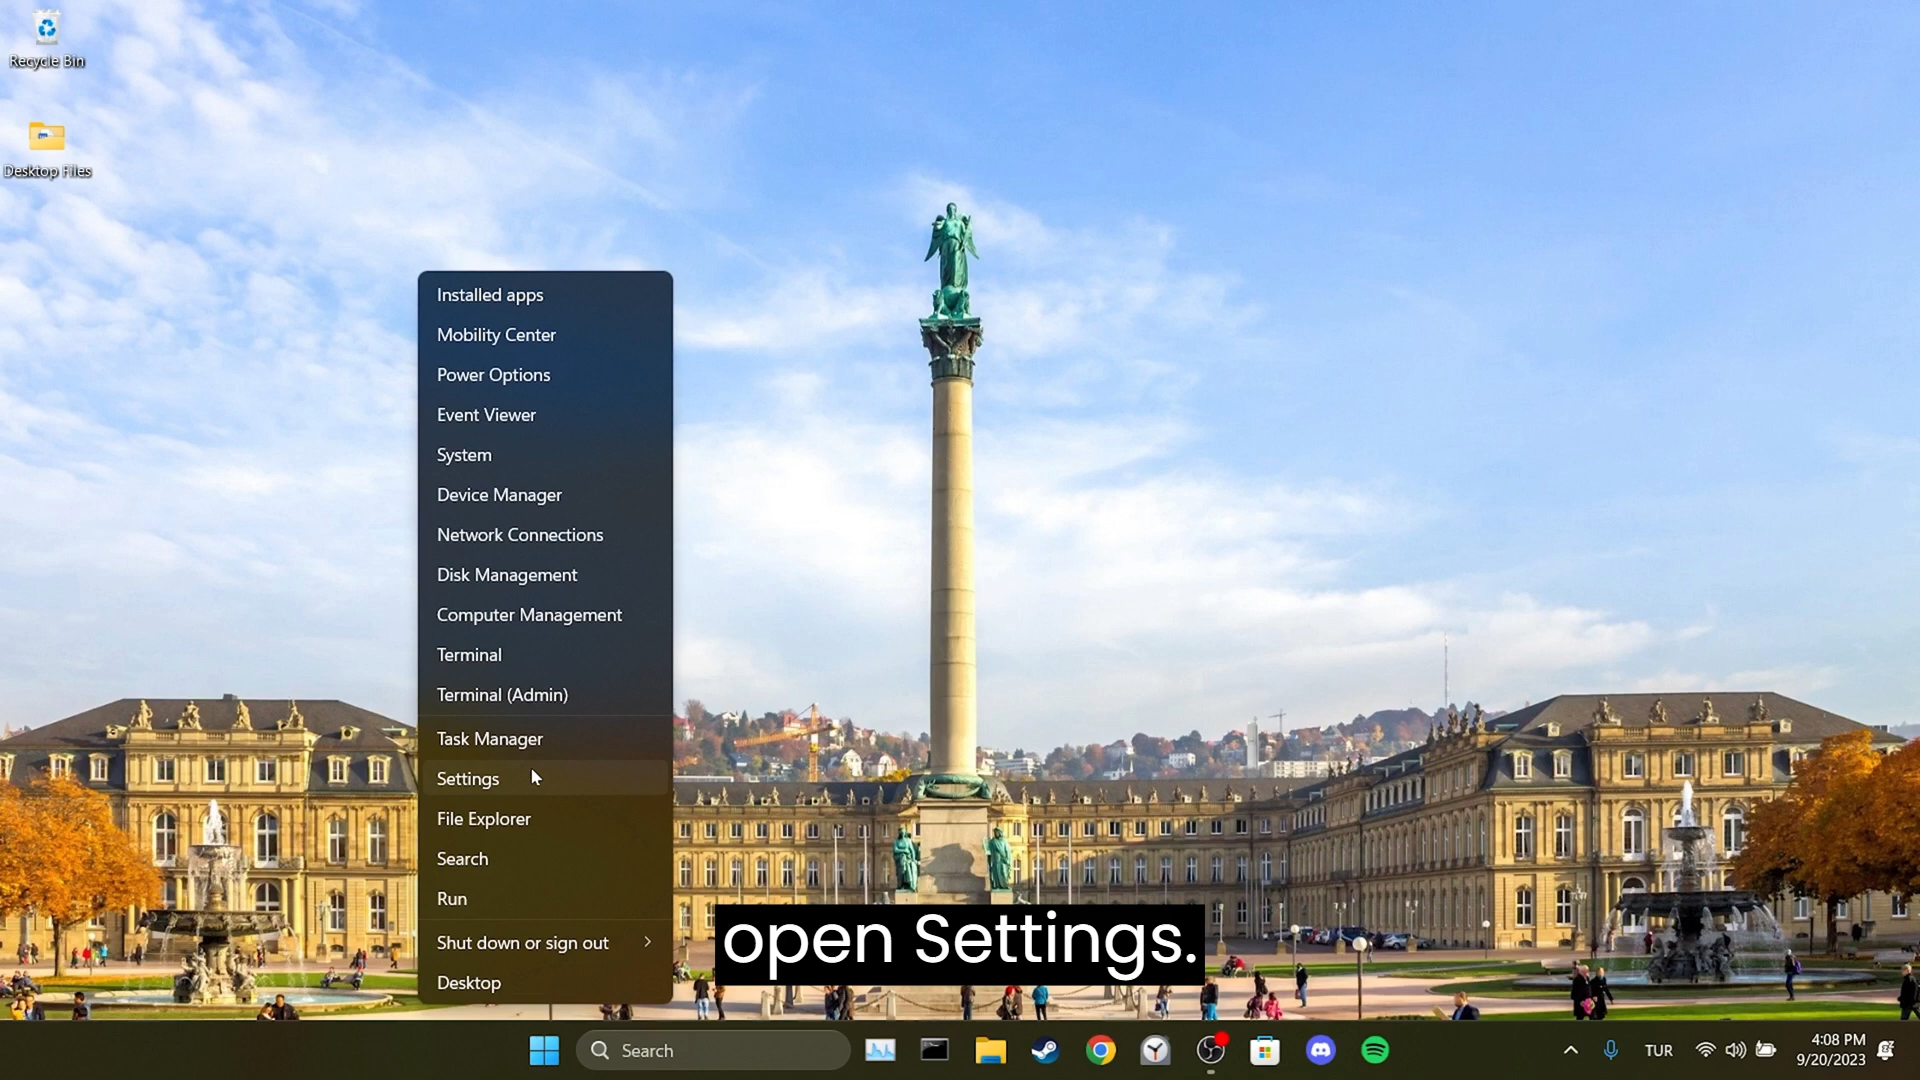 Recycle Bin
Desktop Files
Installed apps
Mobility Center
Power Options
Event Viewer
System
Device Manager
Network Connections
Disk Management
Computer Management
Terminal
Terminal (Admin)
Task Manager
Settings
File Explorer
Search
Run
Shut down or sign out
Desktop
open Settings.
Search
TUR
4:08 PM
9/20/2023